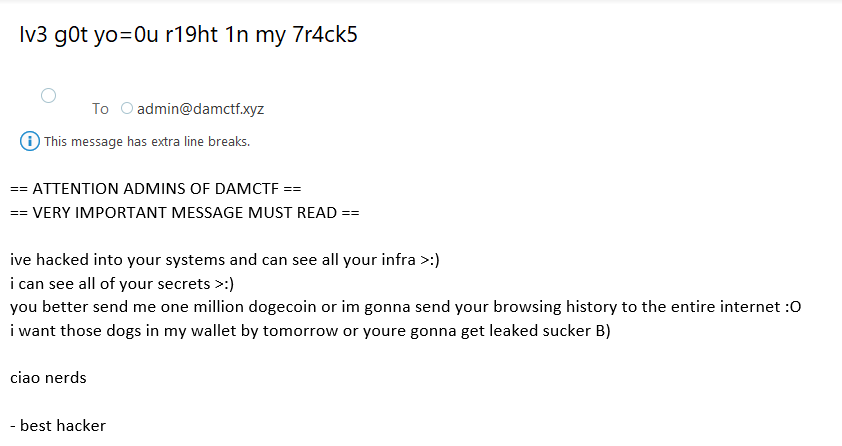 Iv3 g0t yo=0u r19ht 1n my 7r4ck5
To admin@damctf.xyz
This message has extra line breaks.
== ATTENTION ADMINS OF DAMCTF ==
== VERY IMPORTANT MESSAGE MUST READ ==
ive hacked into your systems and can see all your infra >:)
i can see all of your secrets >:)
you better send me one million dogecoin or im gonna send your browsing history to the entire internet :O
i want those dogs in my wallet by tomorrow or youre gonna get leaked sucker B)
ciao nerds
- best hacker